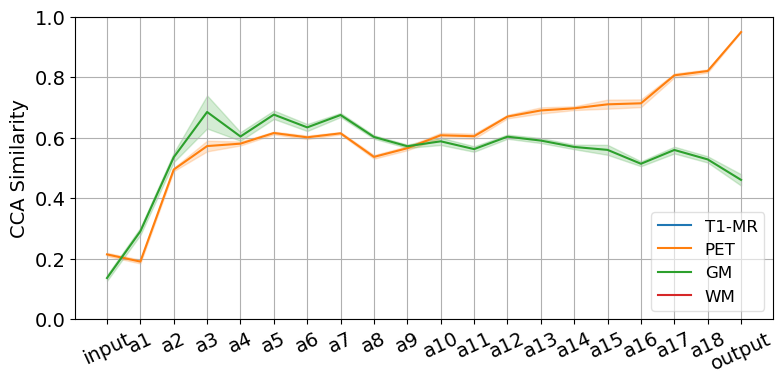 CCA Similarity
1.0
0.8
0.6
0.4
0.2
0.0
input a1 a2 a3 a4 a5 a6 a7 a8 a9 a10 a11 a12 a13 a14 a15 a16 a17 a18 output
T1-MR
PET
GM
WM